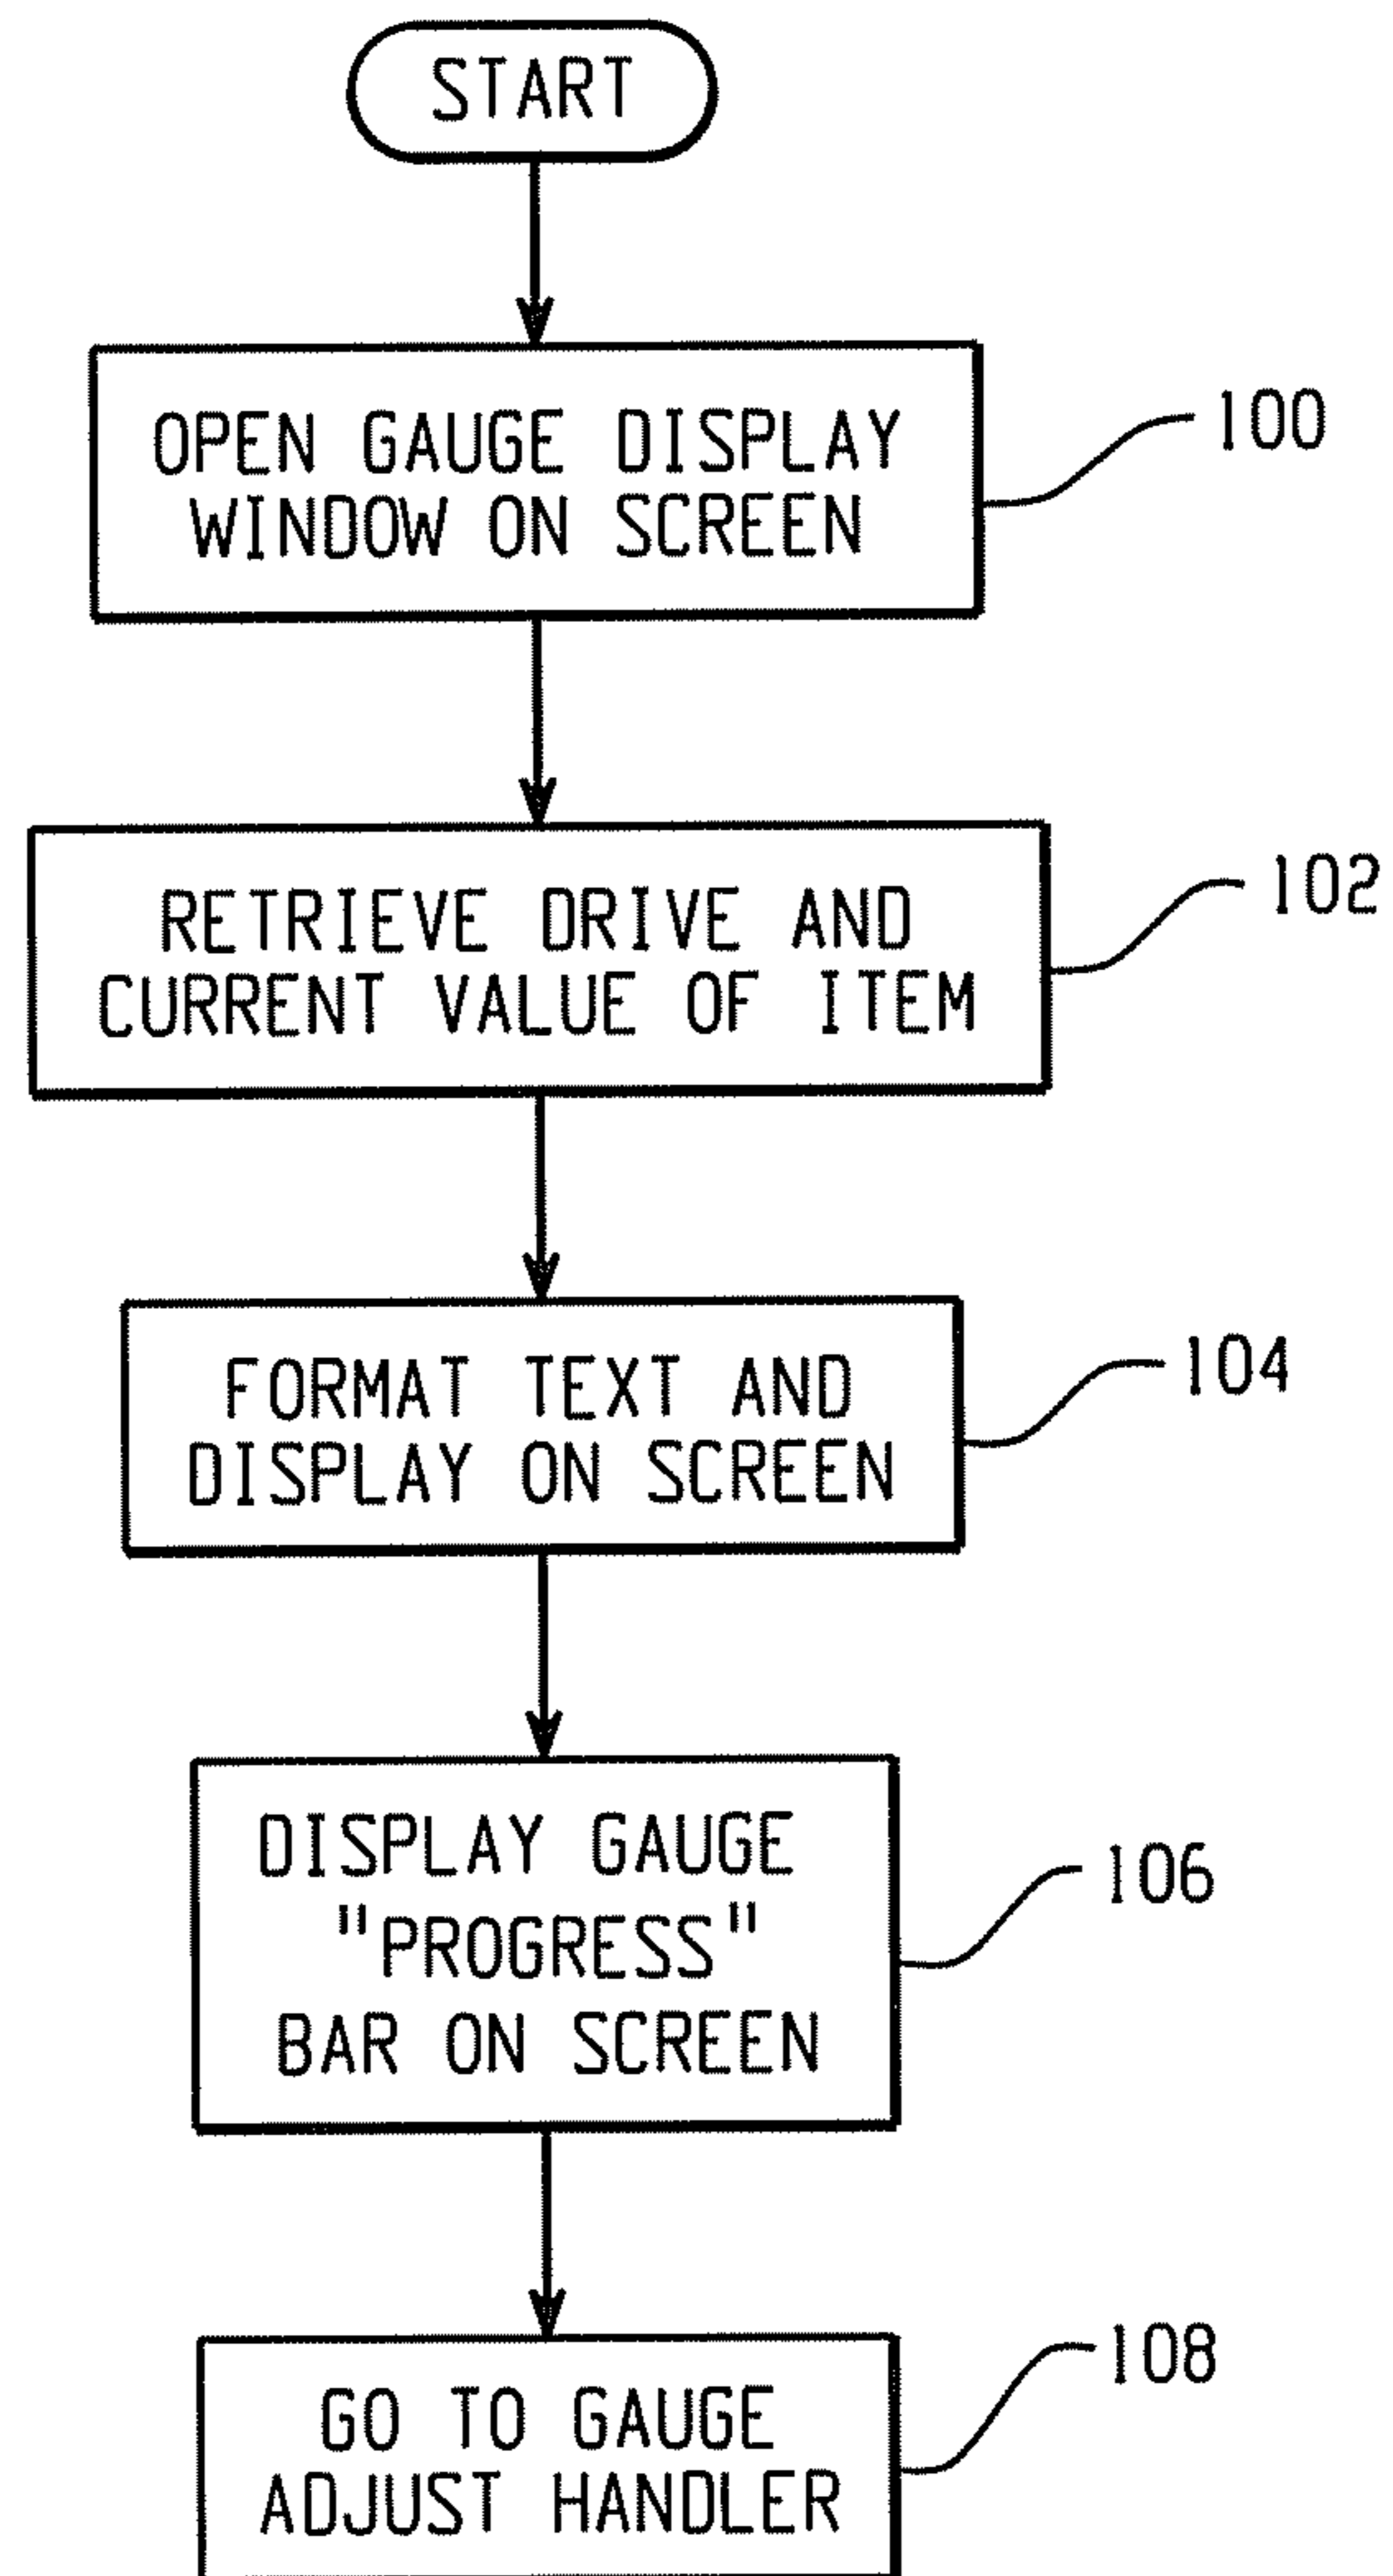 START
OPEN GAUGE DISPLAY
WINDOW ON SCREEN
100
RETRIEVE DRIVE AND
CURRENT VALUE OF ITEM
102
FORMAT TEXT AND
DISPLAY ON SCREEN
104
DISPLAY GAUGE
"PROGRESS"
BAR ON SCREEN
106
GO TO GAUGE
ADJUST HANDLER
108